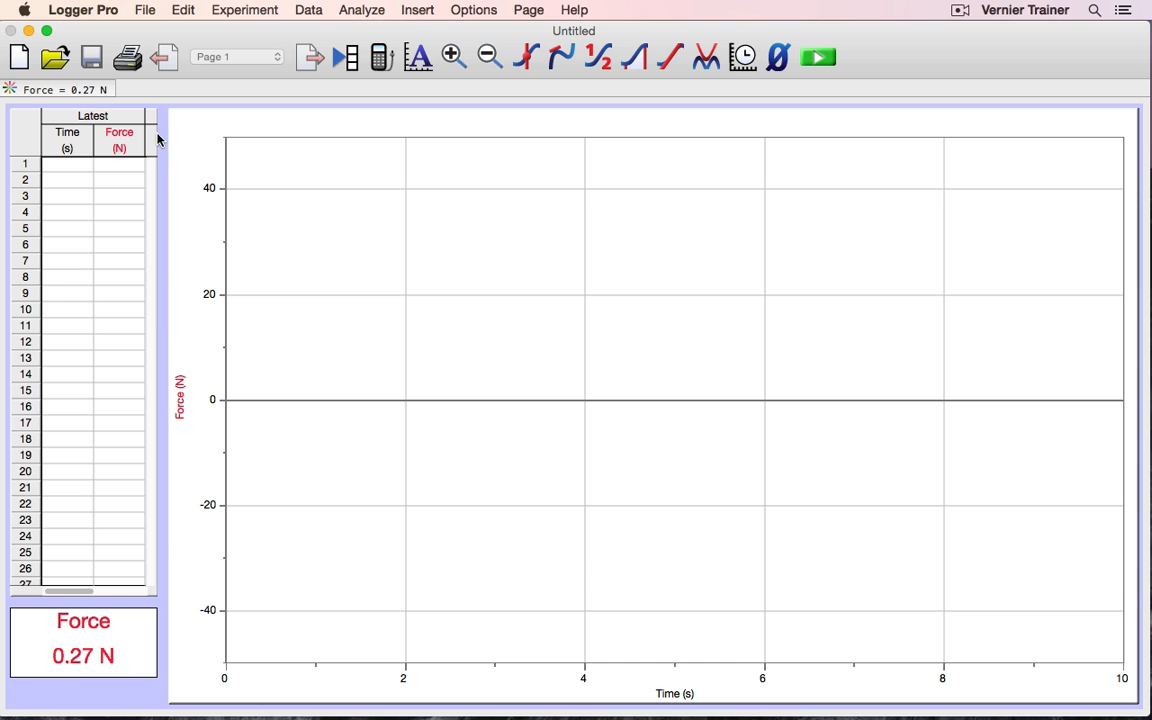 Logger Pro File Edit Experiment Data Analyze Insert Options Page Help Vernier Trainer
Untitled
Page 1 A 1/2
Force = 0.27 N
Latest
Time Force
(s) (N)
1
2
3
4
5
6
7
8
9
10
11
12
13
14
15
16
17
18
19
20
21
22
23
24
25
26
27
Force
0.27 N
Force (N)
40
20
0
-20
-40
0 2 4 6 8 10
Time (s)